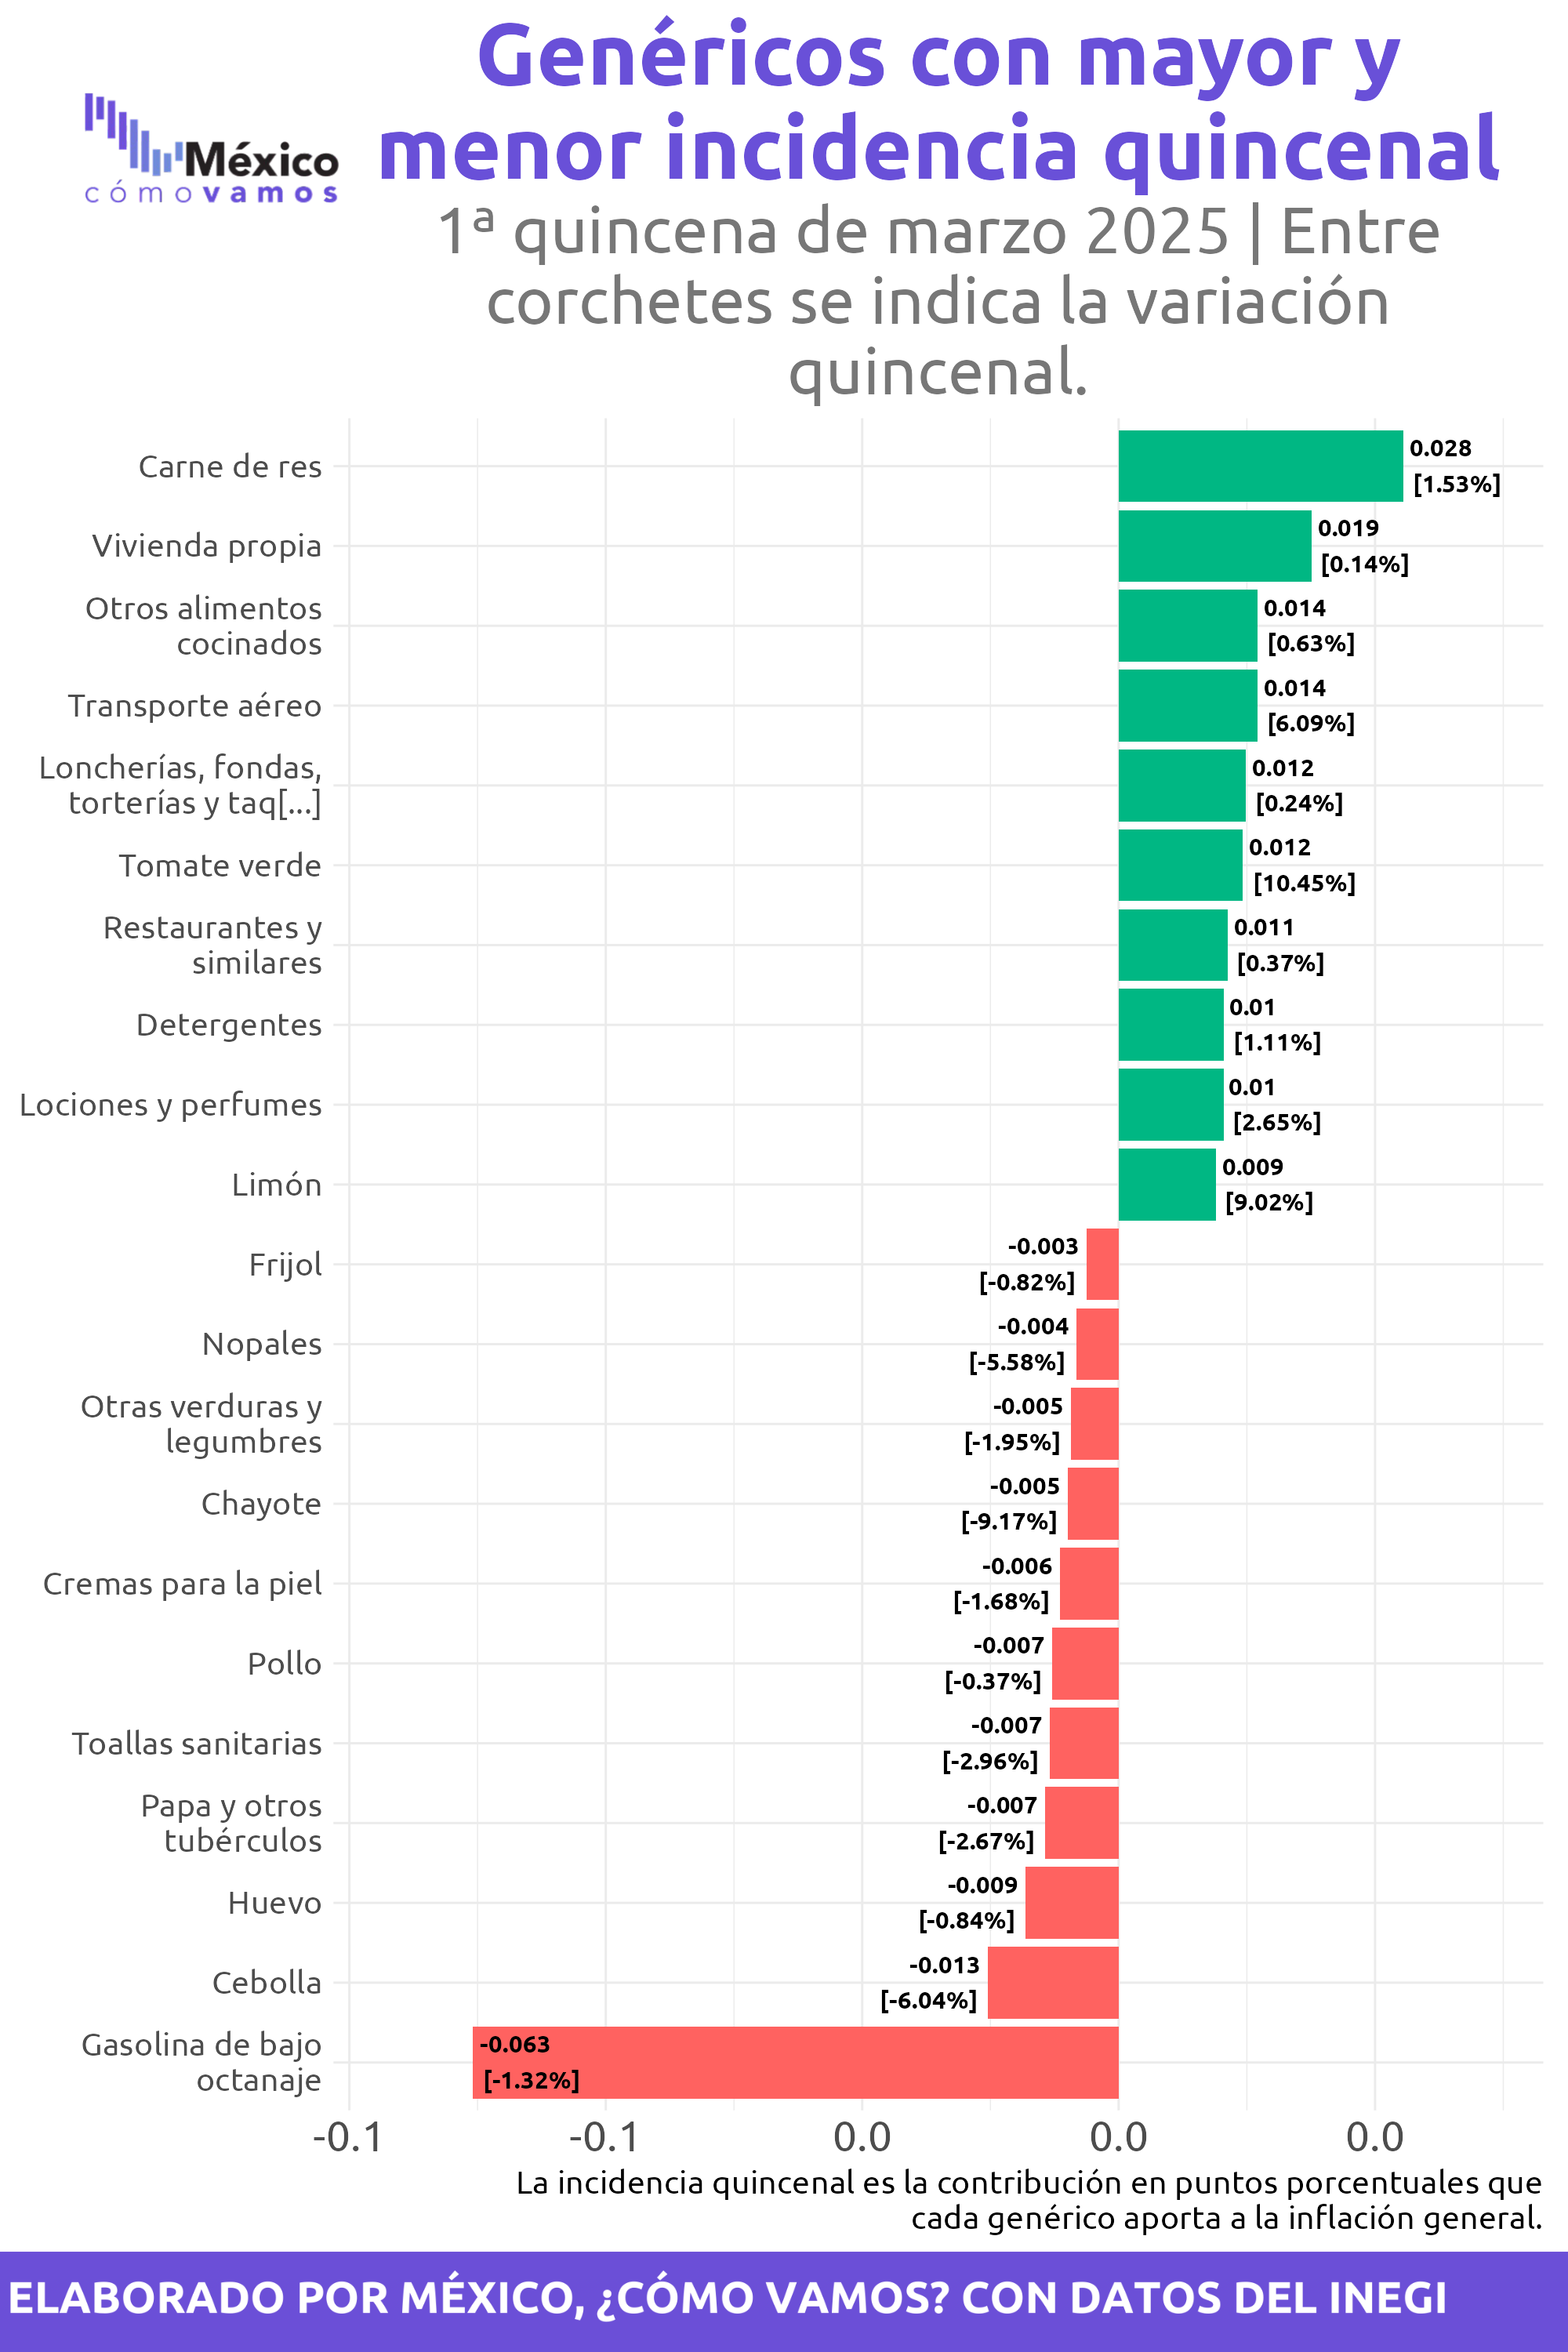 Genéricos con mayor y
menor incidencia quincenal
México
cómovamos
1ª quincena de marzo 2025 | Entre
corchetes se indica la variación
quincenal.
Carne de res
0.028
[1.53%]
Vivienda propia
0.019
[0.14%]
Otros alimentos
cocinados
0.014
[0.63%]
Transporte aéreo
0.014
[6.09%]
Loncherías, fondas,
torterías y taq[...]
0.012
[0.24%]
Tomate verde
0.012
[10.45%]
Restaurantes y
similares
0.011
[0.37%]
Detergentes
0.01
[1.11%]
Lociones y perfumes
0.01
[2.65%]
Limón
0.009
[9.02%]
Frijol
-0.003
[-0.82%]
Nopales
-0.004
[-5.58%]
Otras verduras y
legumbres
-0.005
[-1.95%]
Chayote
-0.005
[-9.17%]
Cremas para la piel
-0.006
[-1.68%]
Pollo
-0.007
[-0.37%]
Toallas sanitarias
-0.007
[-2.96%]
Papa y otros
tubérculos
-0.007
[-2.67%]
Huevo
-0.009
[-0.84%]
Cebolla
-0.013
[-6.04%]
Gasolina de bajo
octanaje
-0.063
[-1.32%]
-0.1 -0.1 0.0 0.0 0.0
La incidencia quincenal es la contribución en puntos porcentuales que
cada genérico aporta a la inflación general.
ELABORADO POR MÉXICO, ¿CÓMO VAMOS? CON DATOS DEL INEGI